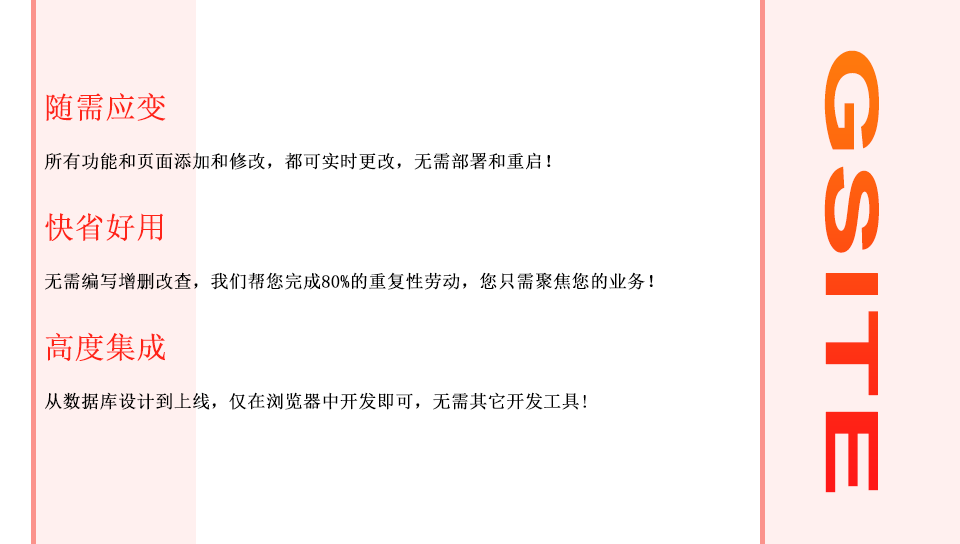 随需应变
所有功能和页面添加和修改，都可实时更改，无需部署和重启！
快省好用
无需编写增删改查，我们帮您完成80%的重复性劳动，您只需聚焦您的业务！
高度集成
从数据库设计到上线，仅在浏览器中开发即可，无需其它开发工具！
GSITE